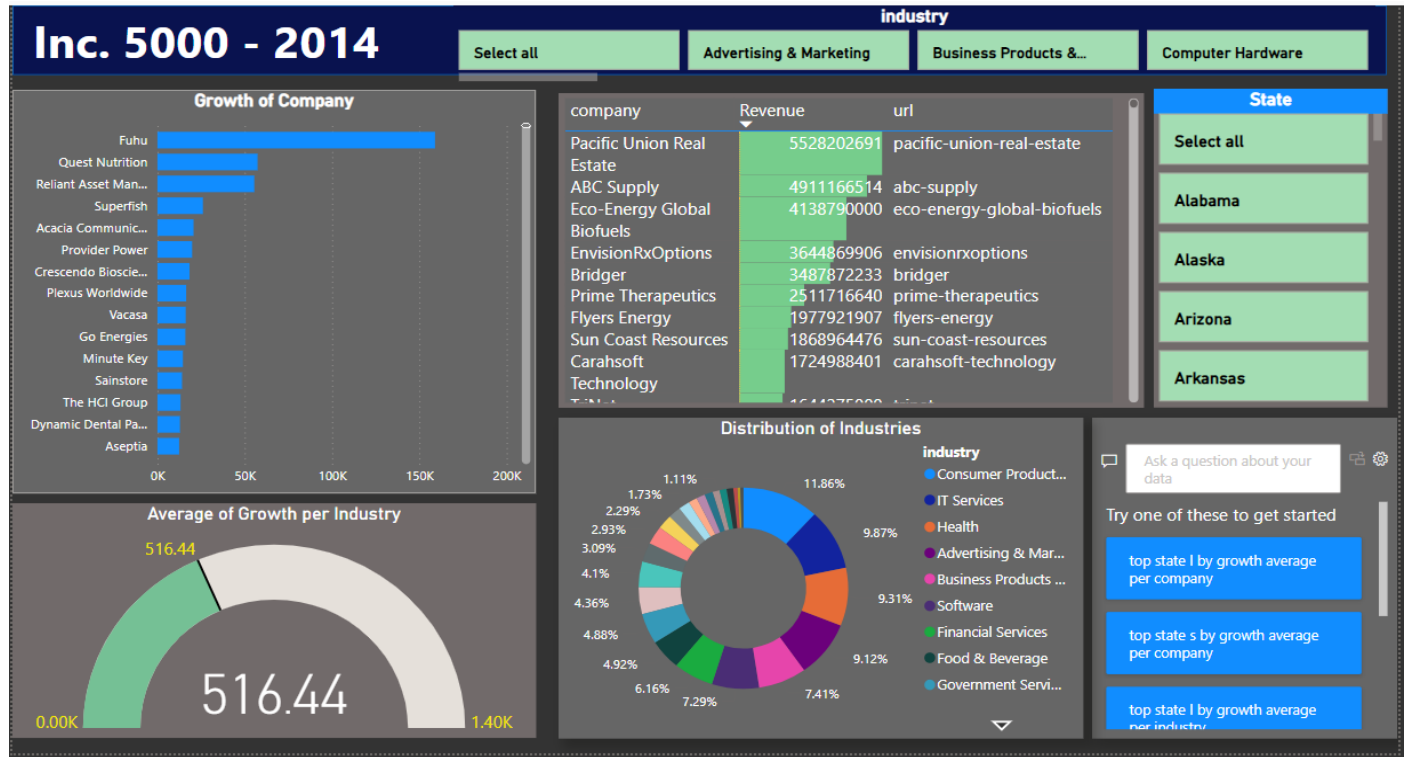 Inc. 5000 - 2014
industry
Select all
Advertising & Marketing
Business Products &...
Computer Hardware
Growth of Company
Fuhu
Quest Nutrition
Reliant Asset Man...
Superfish
Acacia Communic...
Provider Power
Crescendo Bioscie...
Plexus Worldwide
Vacasa
Go Energies
Minute Key
Sainstore
The HCI Group
Dynamic Dental Pa...
Aseptia
0K 50K 100K 150K 200K
company Revenue url
Pacific Union Real 5528202691 pacific-union-real-estate
Estate
ABC Supply 4911166514 abc-supply
Eco-Energy Global 4138790000 eco-energy-global-biofuels
Biofuels
EnvisionRxOptions 3644869906 envisionrxoptions
Bridger 3487872233 bridger
Prime Therapeutics 2511716640 prime-therapeutics
Flyers Energy 1977921907 flyers-energy
Sun Coast Resources 1868964476 sun-coast-resources
Carahsoft 1724988401 carahsoft-technology
Technology
State
Select all
Alabama
Alaska
Arizona
Arkansas
Average of Growth per Industry
516.44
516.44
0.00K
1.40K
Distribution of Industries
11.86%
9.87%
9.31%
9.12%
7.41%
7.29%
6.16%
4.92%
4.88%
4.36%
4.1%
3.09%
2.93%
2.29%
1.73%
1.11%
industry
Consumer Product...
IT Services
Health
Advertising & Mar...
Business Products ...
Software
Financial Services
Food & Beverage
Government Servi...
Ask a question about your
data
Try one of these to get started
top state l by growth average
per company
top state s by growth average
per company
top state l by growth average
per industry